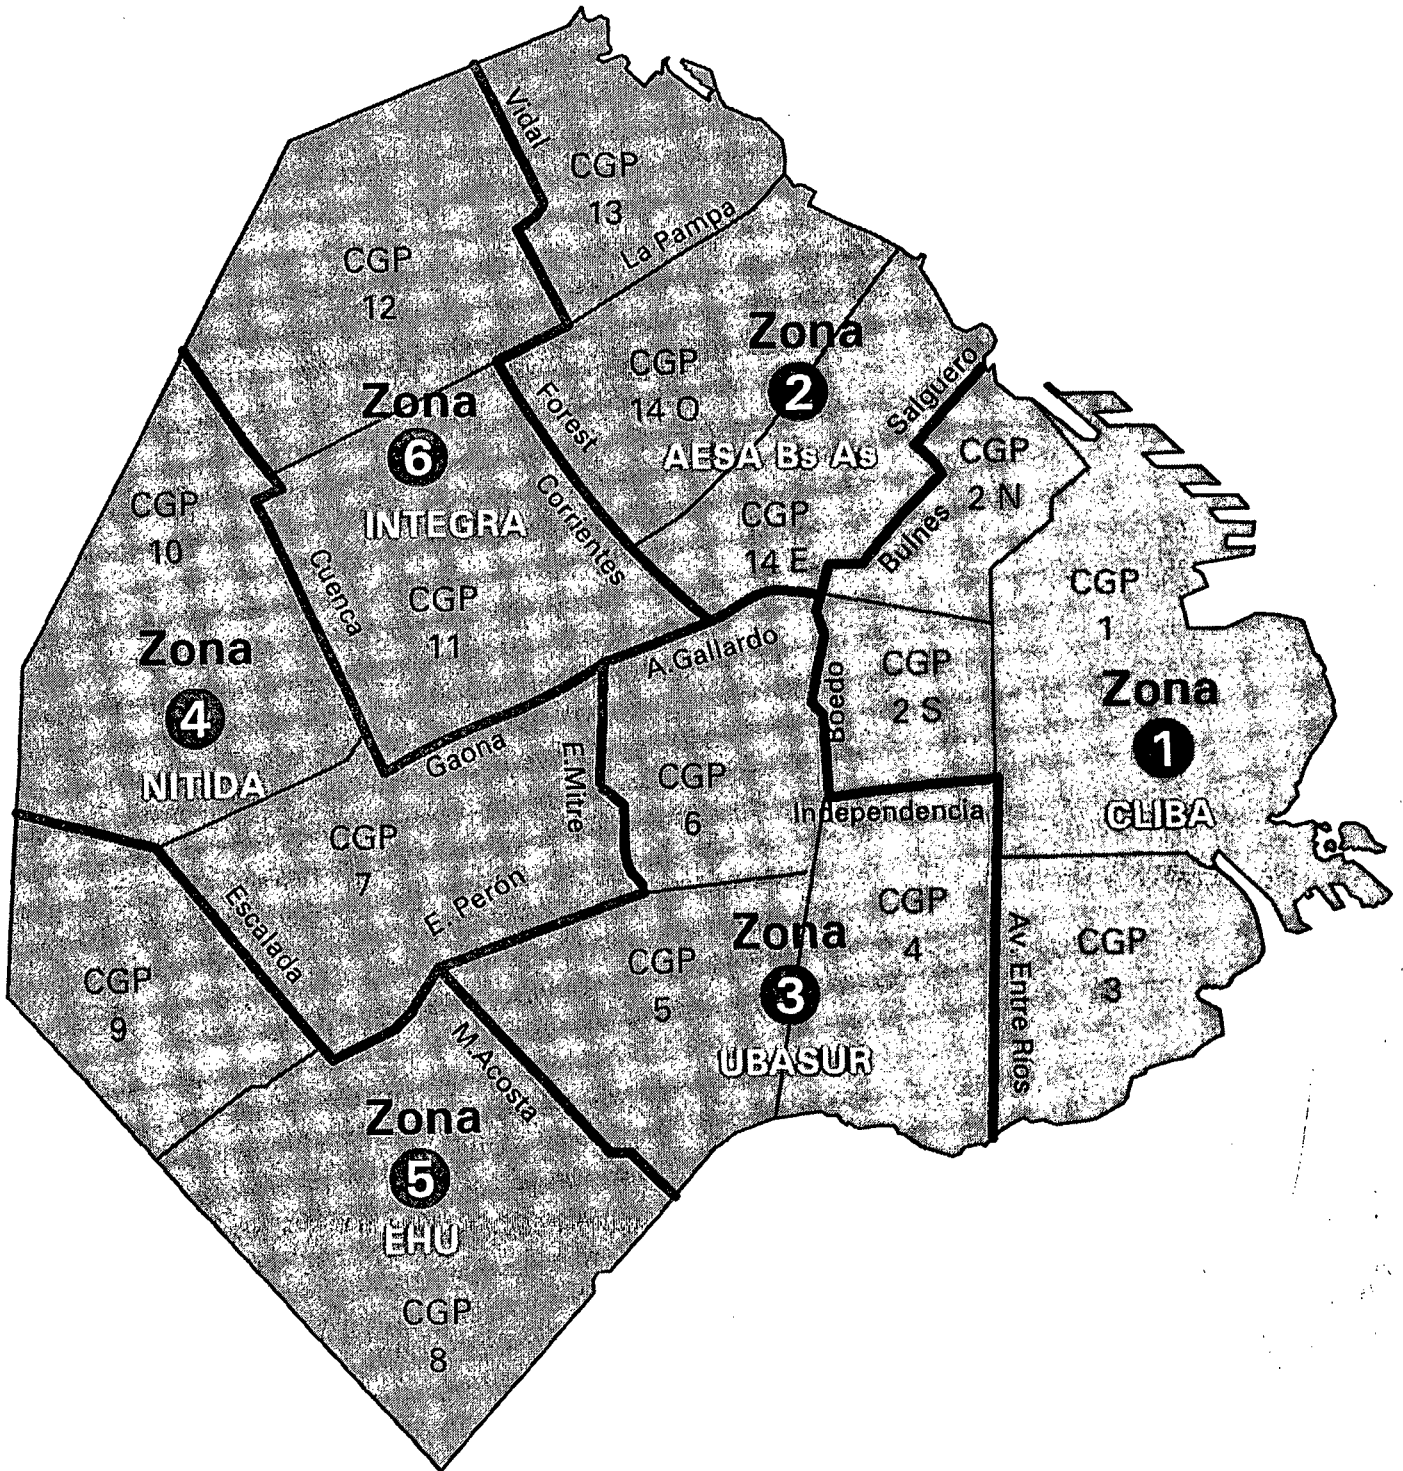 Vidal
CGP
13
La Pampa
CGP
12
Zona
2
AESA Bs As
CGP
14 O
Salguero
Zona
6
INTEGRA
Forest
Corrientes
CGP
2 N
CGP
14 E
Bulnes
CGP
10
Cuenca
CGP
11
CGP
1
Zona
4
NITIDA
A.Gallardo
Boedo
CGP
2 S
Zona
1
CLIBA
Gaona
E.Mitre
CGP
6
Independencia
CGP
7
E. Perón
Escalada
CGP
9
Zona
3
UBASUR
CGP
5
CGP
4
Av. Entre Ríos
CGP
3
M.Acosta
Zona
5
EHU
CGP
8